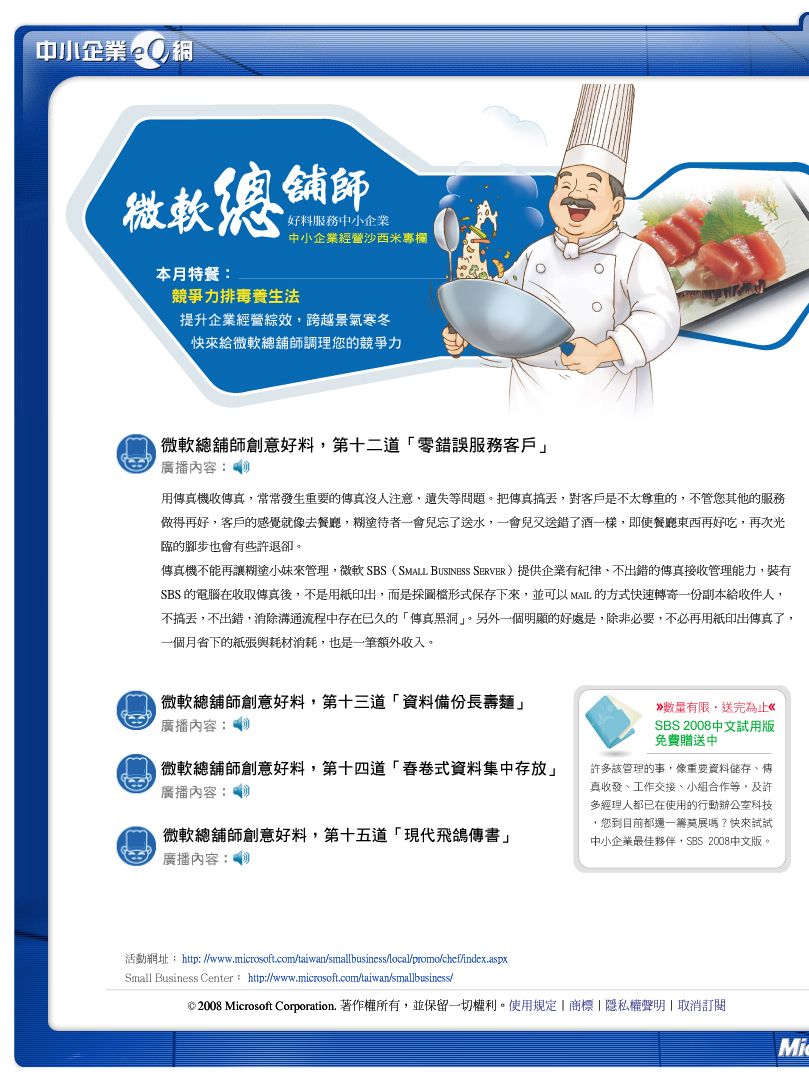 中小企業eQ網
微軟總舖師
好料服務中小企業
中小企業經營沙西米專欄
本月特餐：
競爭力排毒養生法
提升企業經營綜效，跨越景氣寒冬
快來給微軟總舖師調理您的競爭力
微軟總舖師創意好料，第十二道「零錯誤服務客戶」
廣播內容：
用傳真機收傳真，常常發生重要的傳真沒人注意、遺失等問題。把傳真搞丟，對客戶是不太尊重的，不管您其他的服務
做得再好，客戶的感覺就像去餐廳，糊塗侍者一會兒忘了送水，一會兒又送錯了酒一樣，即使餐廳東西再好吃，再次光
臨的腳步也會有些許退卻。
傳真機不能再讓糊塗小妹來管理，微軟 SBS（SMALL BUSINESS SERVER）提供企業有紀律、不出錯的傳真接收管理能力，裝有
SBS 的電腦在收取傳真後，不是用紙印出，而是採圖檔形式保存下來，並可以 MAIL 的方式快速轉寄一份副本給收件人，
不搞丟，不出錯，消除溝通流程中存在已久的「傳真黑洞」。另外一個明顯的好處是，除非必要，不必再用紙印出傳真了，
一個月省下的紙張與耗材消耗，也是一筆額外收入。
微軟總舖師創意好料，第十三道「資料備份長壽麵」
廣播內容：
微軟總舖師創意好料，第十四道「春卷式資料集中存放」
廣播內容：
微軟總舖師創意好料，第十五道「現代飛鴿傳書」
廣播內容：
»數量有限．送完為止«
SBS 2008中文試用版
免費贈送中
許多該管理的事，像重要資料儲存、傳
真收發、工作交接、小組合作等，及許
多經理人都已在使用的行動辦公室科技
，您到目前都還一籌莫展嗎？快來試試
中小企業最佳夥伴，SBS 2008中文版。
活動網址： http: //www.microsoft.com/taiwan/smallbusiness/local/promo/chef/index.aspx
Small Business Center： http://www.microsoft.com/taiwan/smallbusiness/
© 2008 Microsoft Corporation. 著作權所有，並保留一切權利。使用規定 | 商標 | 隱私權聲明 | 取消訂閱
Mic